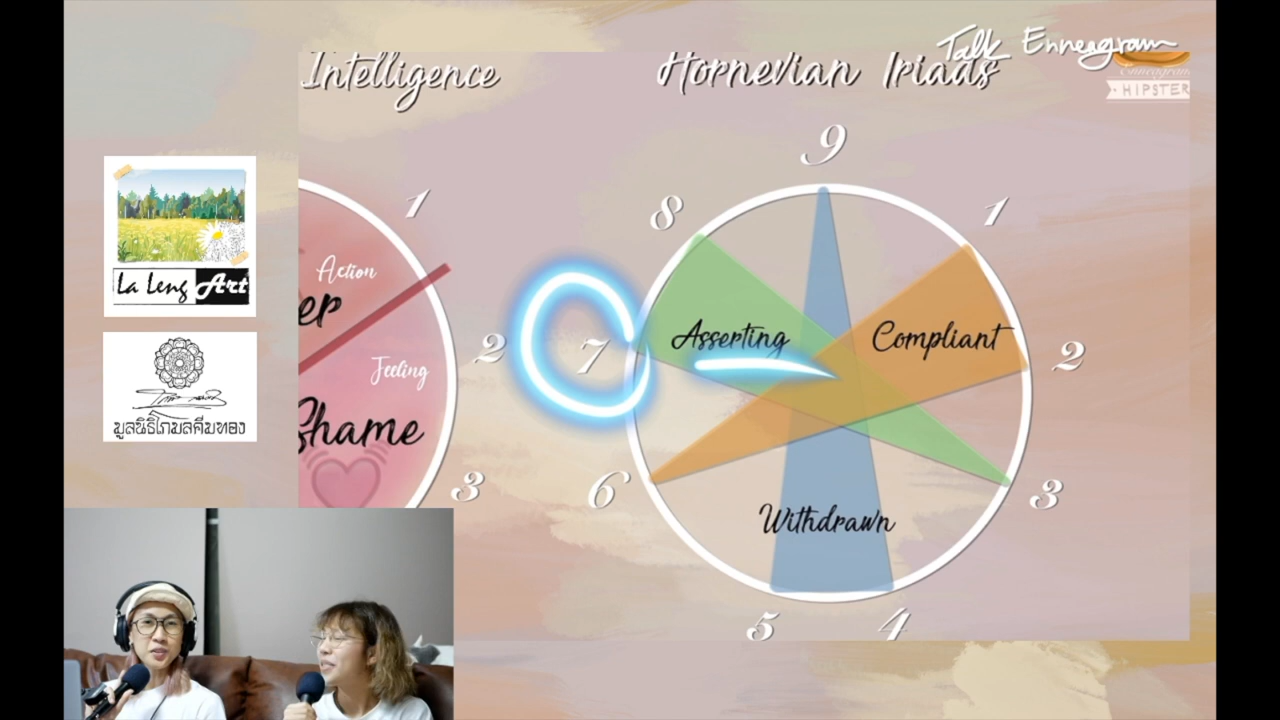 Talk Enneagram
Intelligence
Hornevian Triads
HIPSTER
La Leng Art
มูลนิธิโกมลคีมทอง
1
Action
Feeling
Shame
2
3
9
8
1
7
Asserting
Compliant
2
6
3
Withdrawn
5
4